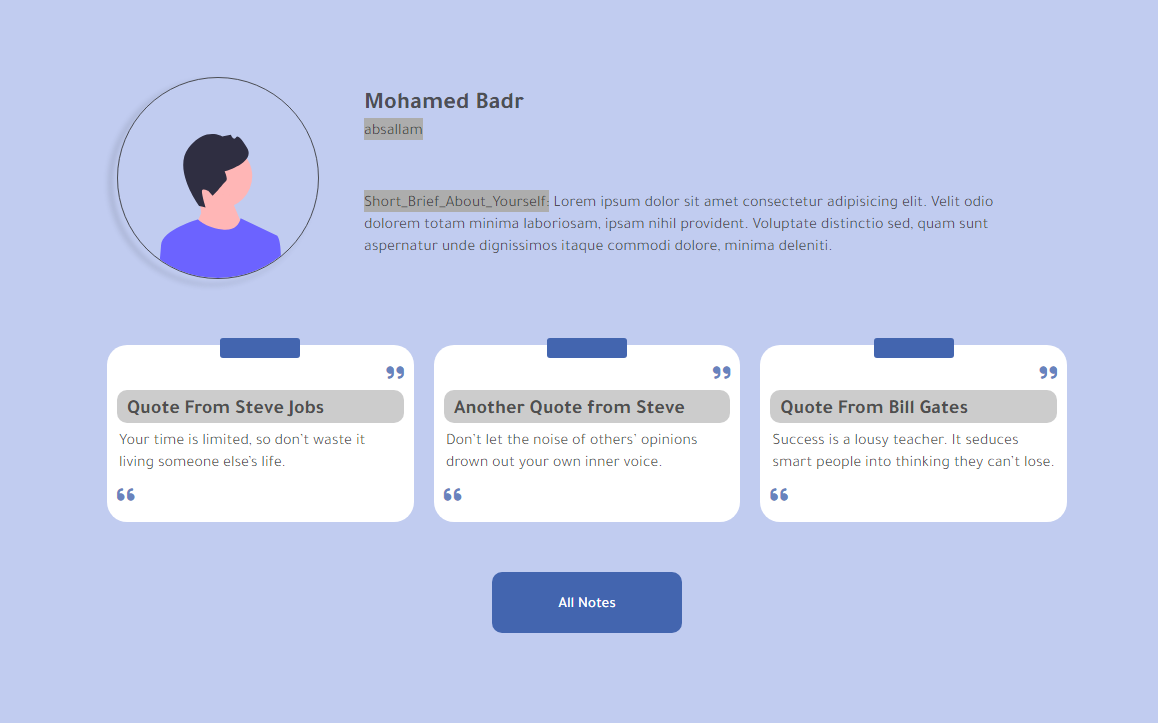 Mohamed Badr
absallam
Short_Brief_About_Yourself: Lorem ipsum dolor sit amet consectetur adipisicing elit. Velit odio
dolorem totam minima laboriosam, ipsam nihil provident. Voluptate distinctio sed, quam sunt
aspernatur unde dignissimos itaque commodi dolore, minima deleniti.
”
Quote From Steve Jobs
Your time is limited, so don’t waste it
living someone else’s life.
“
”
Another Quote from Steve
Don’t let the noise of others’ opinions
drown out your own inner voice.
“
”
Quote From Bill Gates
Success is a lousy teacher. It seduces
smart people into thinking they can’t lose.
“
All Notes